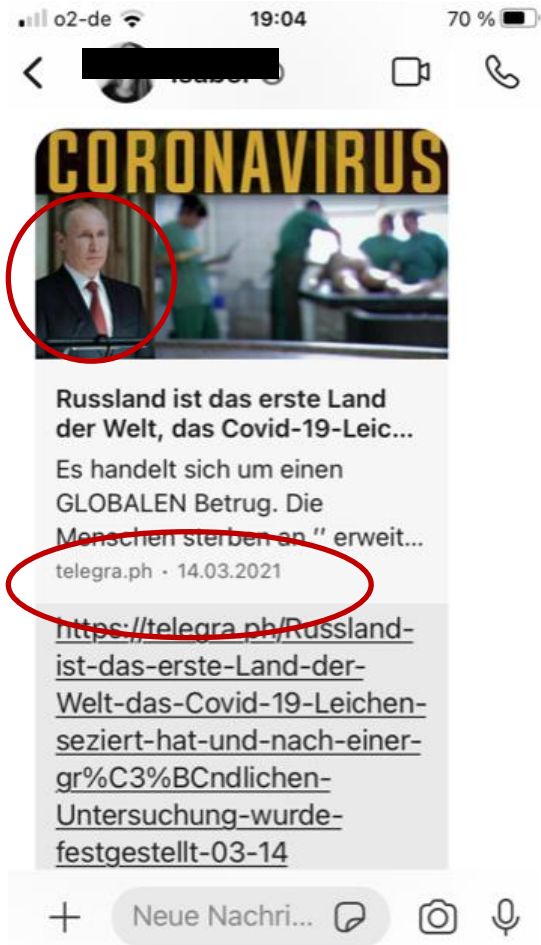 o2-de 19:04 70 %
CORONAVIRUS
Russland ist das erste Land
der Welt, das Covid-19-Leic...
Es handelt sich um einen
GLOBALEN Betrug. Die
Menschen sterben an ″ erweit...
telegra.ph · 14.03.2021
https://telegra.ph/Russland-
ist-das-erste-Land-der-
Welt-das-Covid-19-Leichen-
seziert-hat-und-nach-einer-
gr%C3%BCndlichen-
Untersuchung-wurde-
festgestellt-03-14
Neue Nachri...